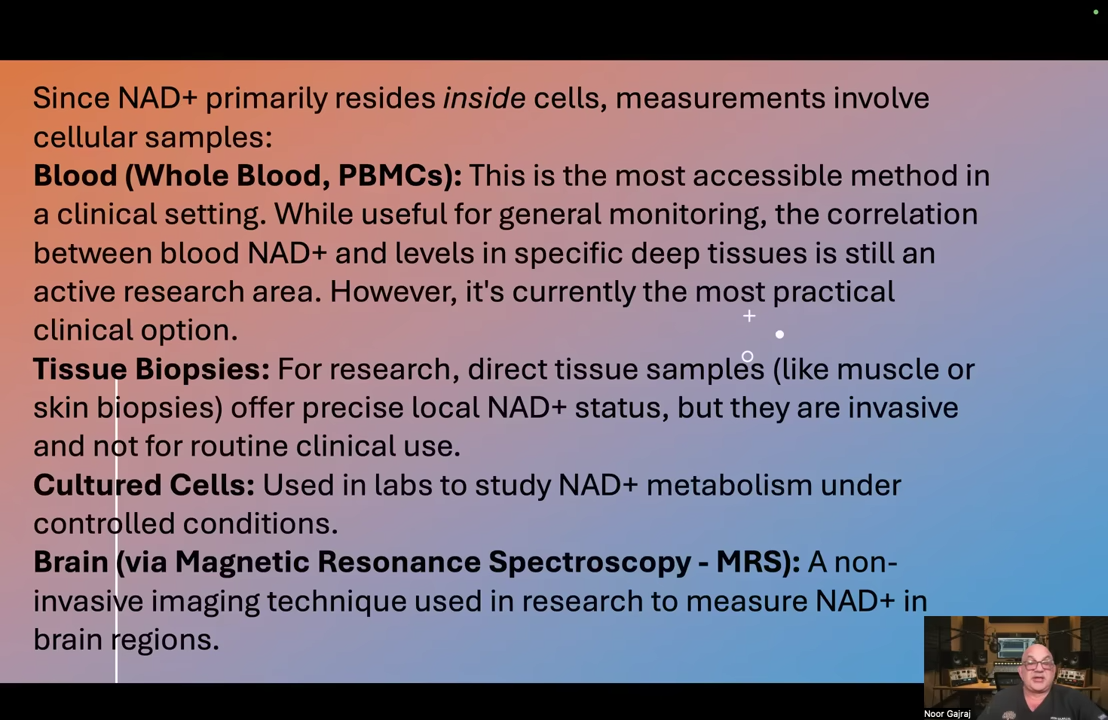 Since NAD+ primarily resides inside cells, measurements involve
cellular samples:
Blood (Whole Blood, PBMCs): This is the most accessible method in
a clinical setting. While useful for general monitoring, the correlation
between blood NAD+ and levels in specific deep tissues is still an
active research area. However, it's currently the most practical
clinical option.
Tissue Biopsies: For research, direct tissue samples (like muscle or
skin biopsies) offer precise local NAD+ status, but they are invasive
and not for routine clinical use.
Cultured Cells: Used in labs to study NAD+ metabolism under
controlled conditions.
Brain (via Magnetic Resonance Spectroscopy - MRS): A non-
invasive imaging technique used in research to measure NAD+ in
brain regions.
Noor Gajraj